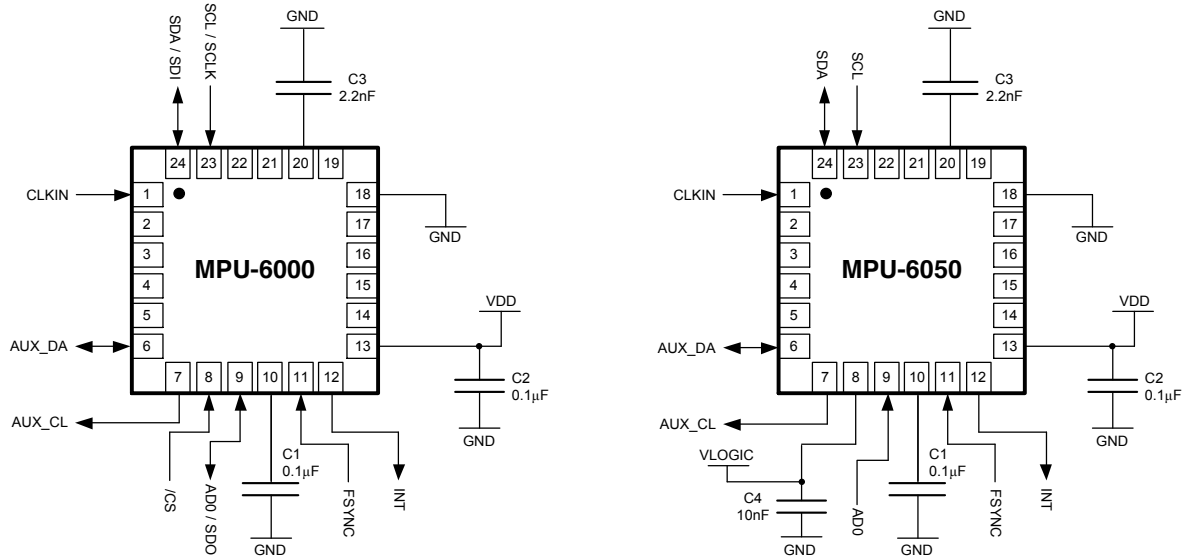 GND
SDA / SDI
SCL / SCLK
C3
2.2nF
24 23 22 21 20 19
CLKIN
1
2
3
4
5
6
18
17
16
15
14
13
GND
MPU-6000
VDD
AUX_DA
7 8 9 10 11 12
C2
0.1µF
AUX_CL
GND
/CS
AD0 / SDO
C1
0.1µF
GND
FSYNC
INT
GND
SDA
SCL
C3
2.2nF
24 23 22 21 20 19
CLKIN
1
2
3
4
5
6
18
17
16
15
14
13
GND
MPU-6050
VDD
AUX_DA
7 8 9 10 11 12
C2
0.1µF
AUX_CL
GND
VLOGIC
C4
10nF
GND
AD0
C1
0.1µF
GND
FSYNC
INT